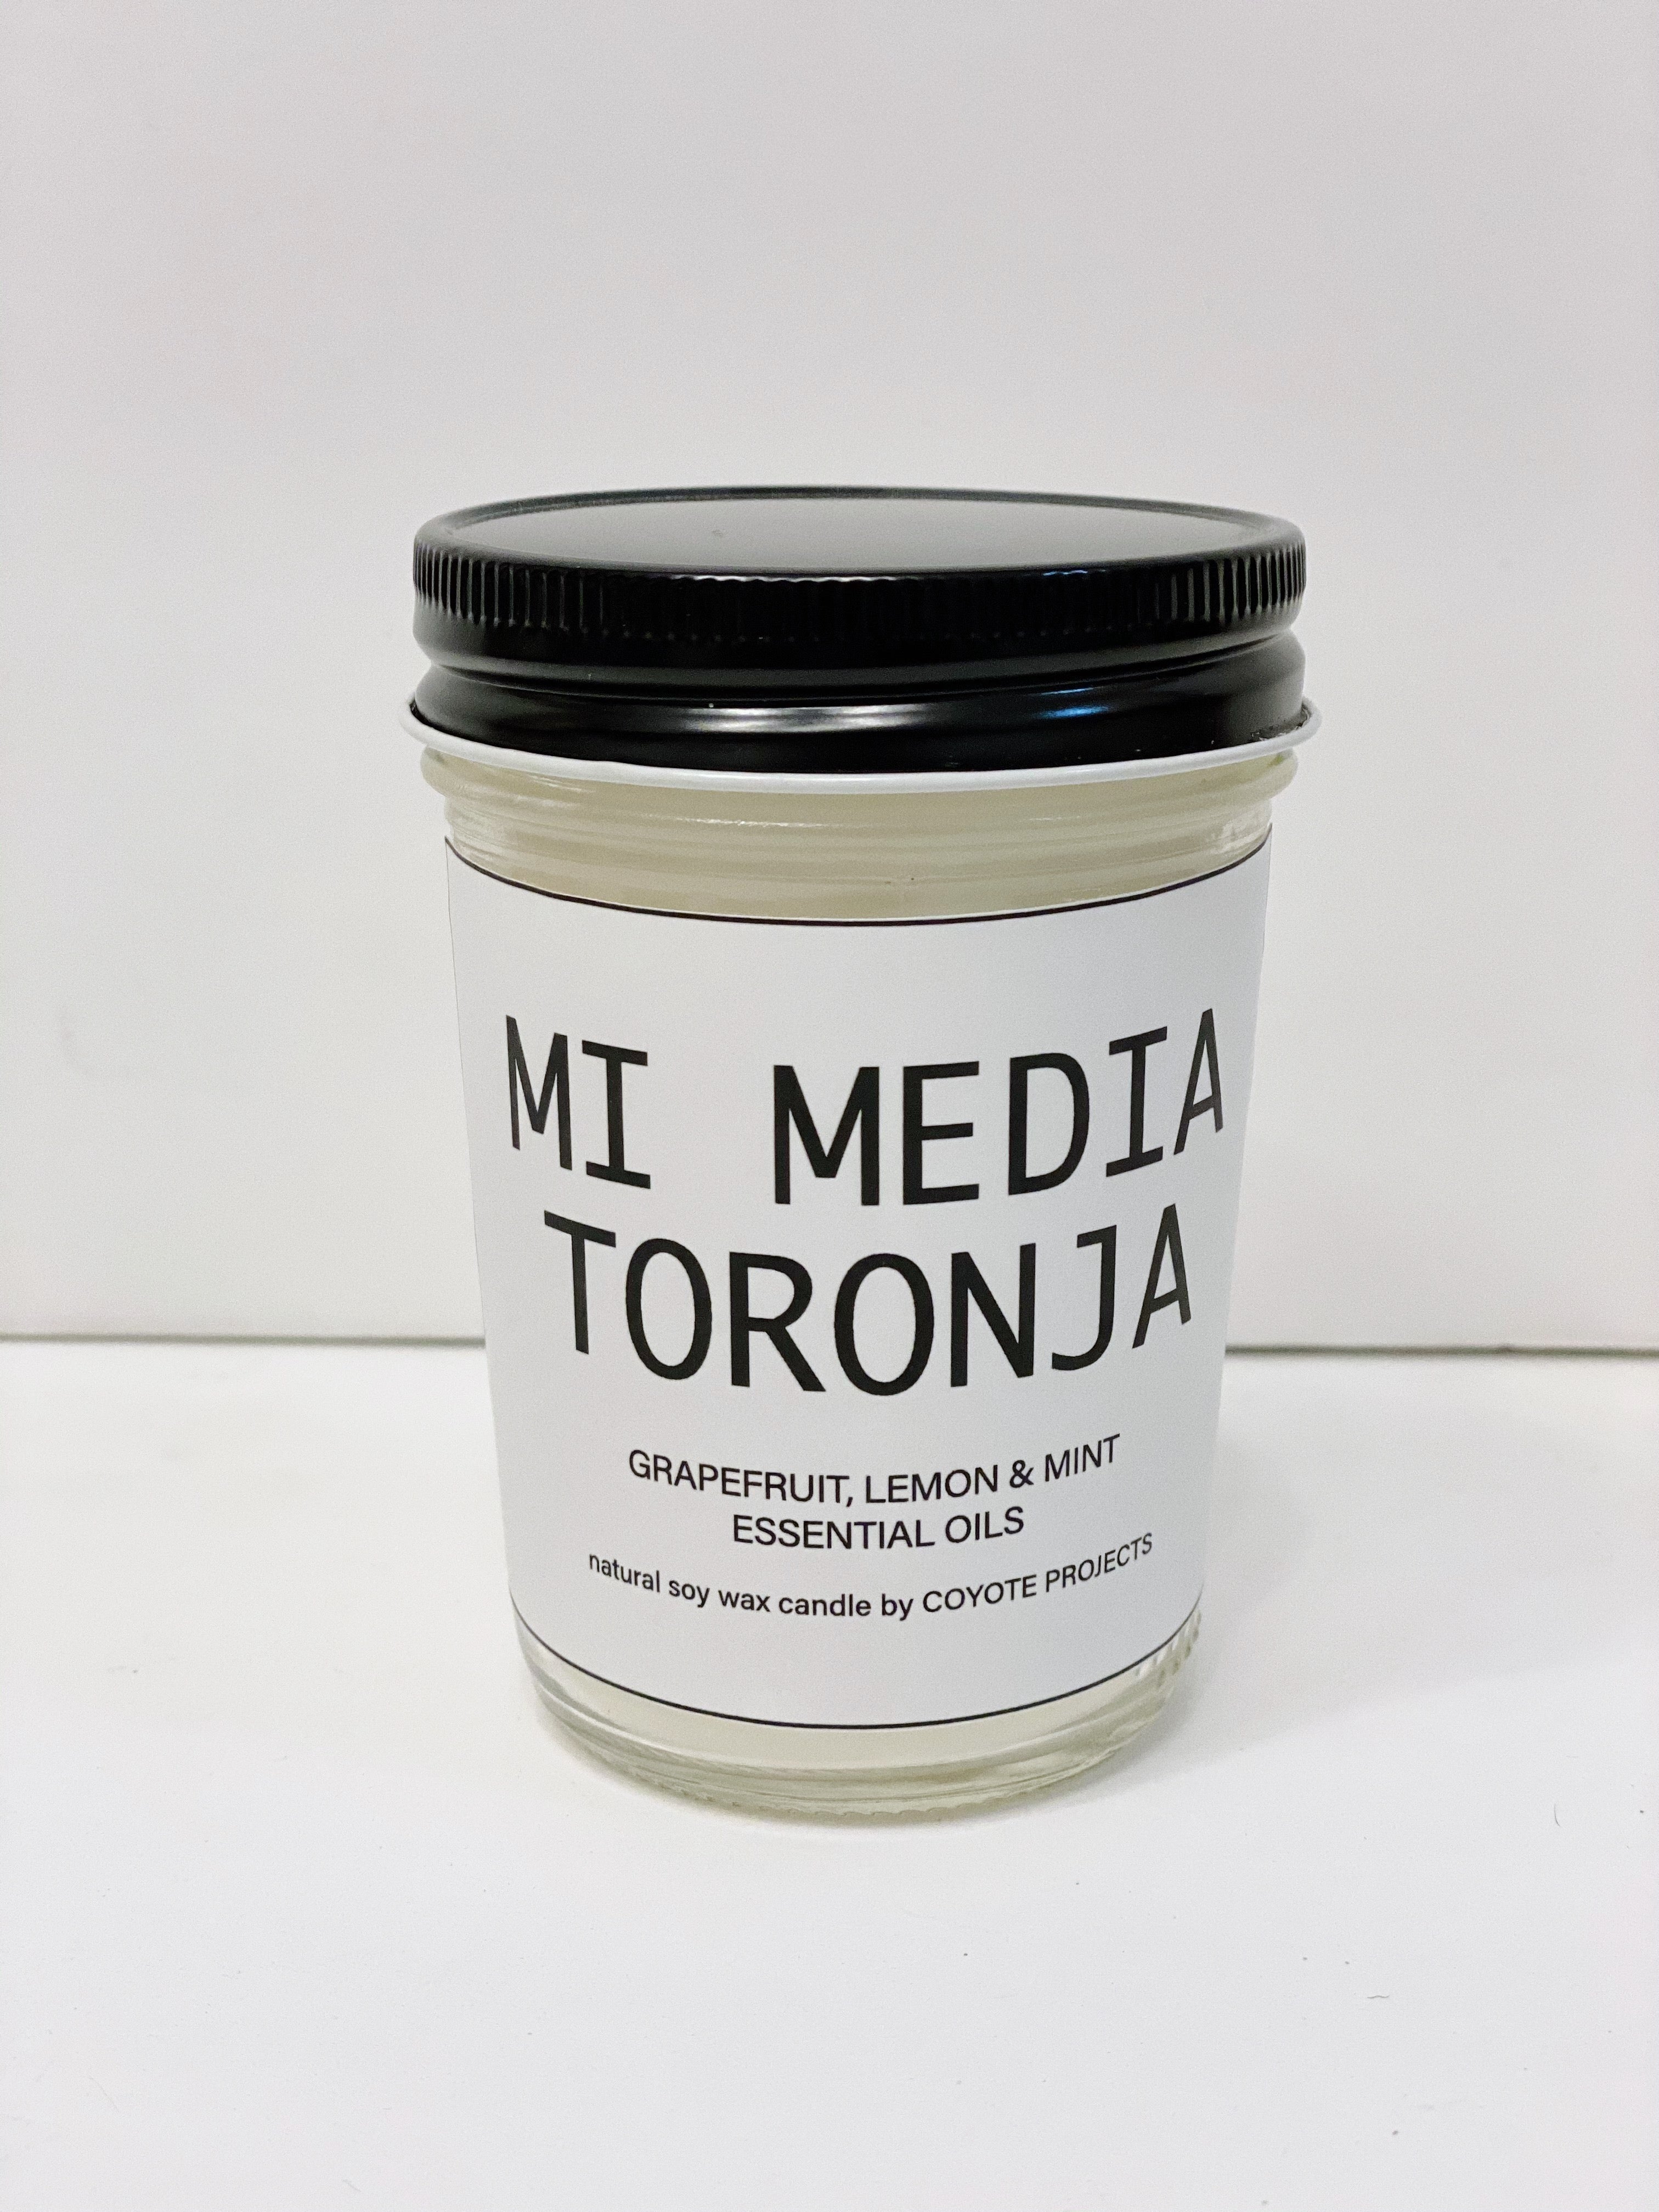 MI MEDIA
TORONJA
GRAPEFRUIT, LEMON & MINT
ESSENTIAL OILS
natural soy wax candle by COYOTE PROJECTS